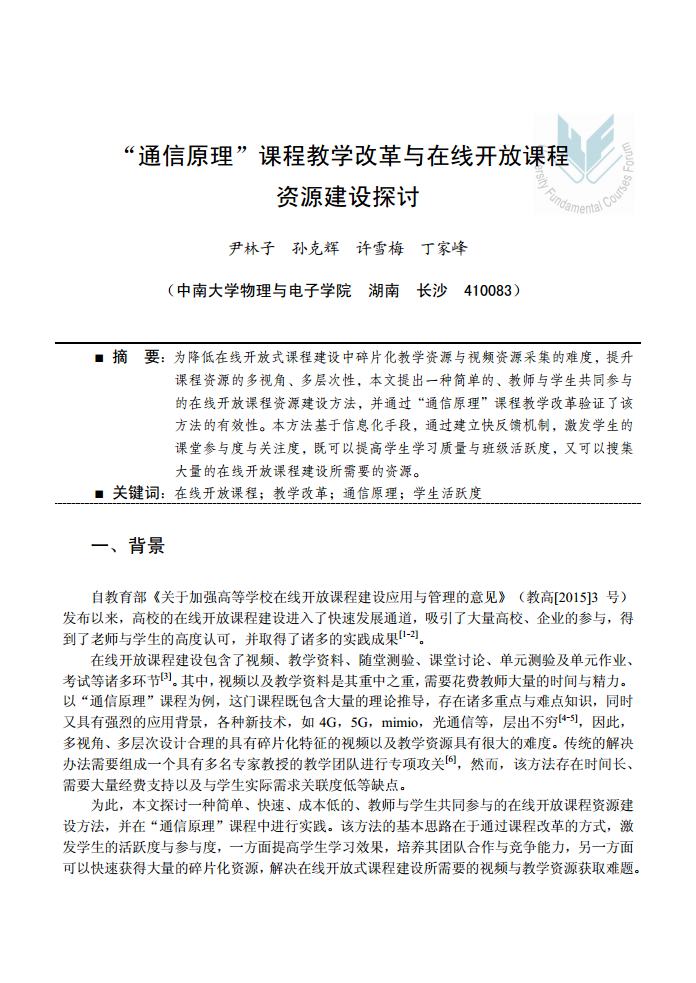 “通信原理”课程教学改革与在线开放课程
资源建设探讨
尹林子 孙克辉 许雪梅 丁家峰
（中南大学物理与电子学院 湖南 长沙 410083）
■ 摘 要：为降低在线开放式课程建设中碎片化教学资源与视频资源采集的难度，提升
课程资源的多视角、多层次性，本文提出一种简单的、教师与学生共同参与
的在线开放课程资源建设方法，并通过“通信原理”课程教学改革验证了该
方法的有效性。本方法基于信息化手段，通过建立快反馈机制，激发学生的
课堂参与度与关注度，既可以提高学生学习质量与班级活跃度，又可以搜集
大量的在线开放课程建设所需要的资源。
■ 关键词：在线开放课程；教学改革；通信原理；学生活跃度
一、背景
自教育部《关于加强高等学校在线开放课程建设应用与管理的意见》（教高[2015]3 号）
发布以来，高校的在线开放课程建设进入了快速发展通道，吸引了大量高校、企业的参与，得
到了老师与学生的高度认可，并取得了诸多的实践成果[1-2]。
在线开放课程建设包含了视频、教学资料、随堂测验、课堂讨论、单元测验及单元作业、
考试等诸多环节[3]。其中，视频以及教学资料是其重中之重，需要花费教师大量的时间与精力。
以“通信原理”课程为例，这门课程既包含大量的理论推导，存在诸多重点与难点知识，同时
又具有强烈的应用背景，各种新技术，如 4G，5G，mimio，光通信等，层出不穷[4-5]，因此，
多视角、多层次设计合理的具有碎片化特征的视频以及教学资源具有很大的难度。传统的解决
办法需要组成一个具有多名专家教授的教学团队进行专项攻关[6]，然而，该方法存在时间长、
需要大量经费支持以及与学生实际需求关联度低等缺点。
为此，本文探讨一种简单、快速、成本低的、教师与学生共同参与的在线开放课程资源建
设方法，并在“通信原理”课程中进行实践。该方法的基本思路在于通过课程改革的方式，激
发学生的活跃度与参与度，一方面提高学生学习效果，培养其团队合作与竞争能力，另一方面
可以快速获得大量的碎片化资源，解决在线开放式课程建设所需要的视频与教学资源获取难题。
ersity Fundamental Courses Forum